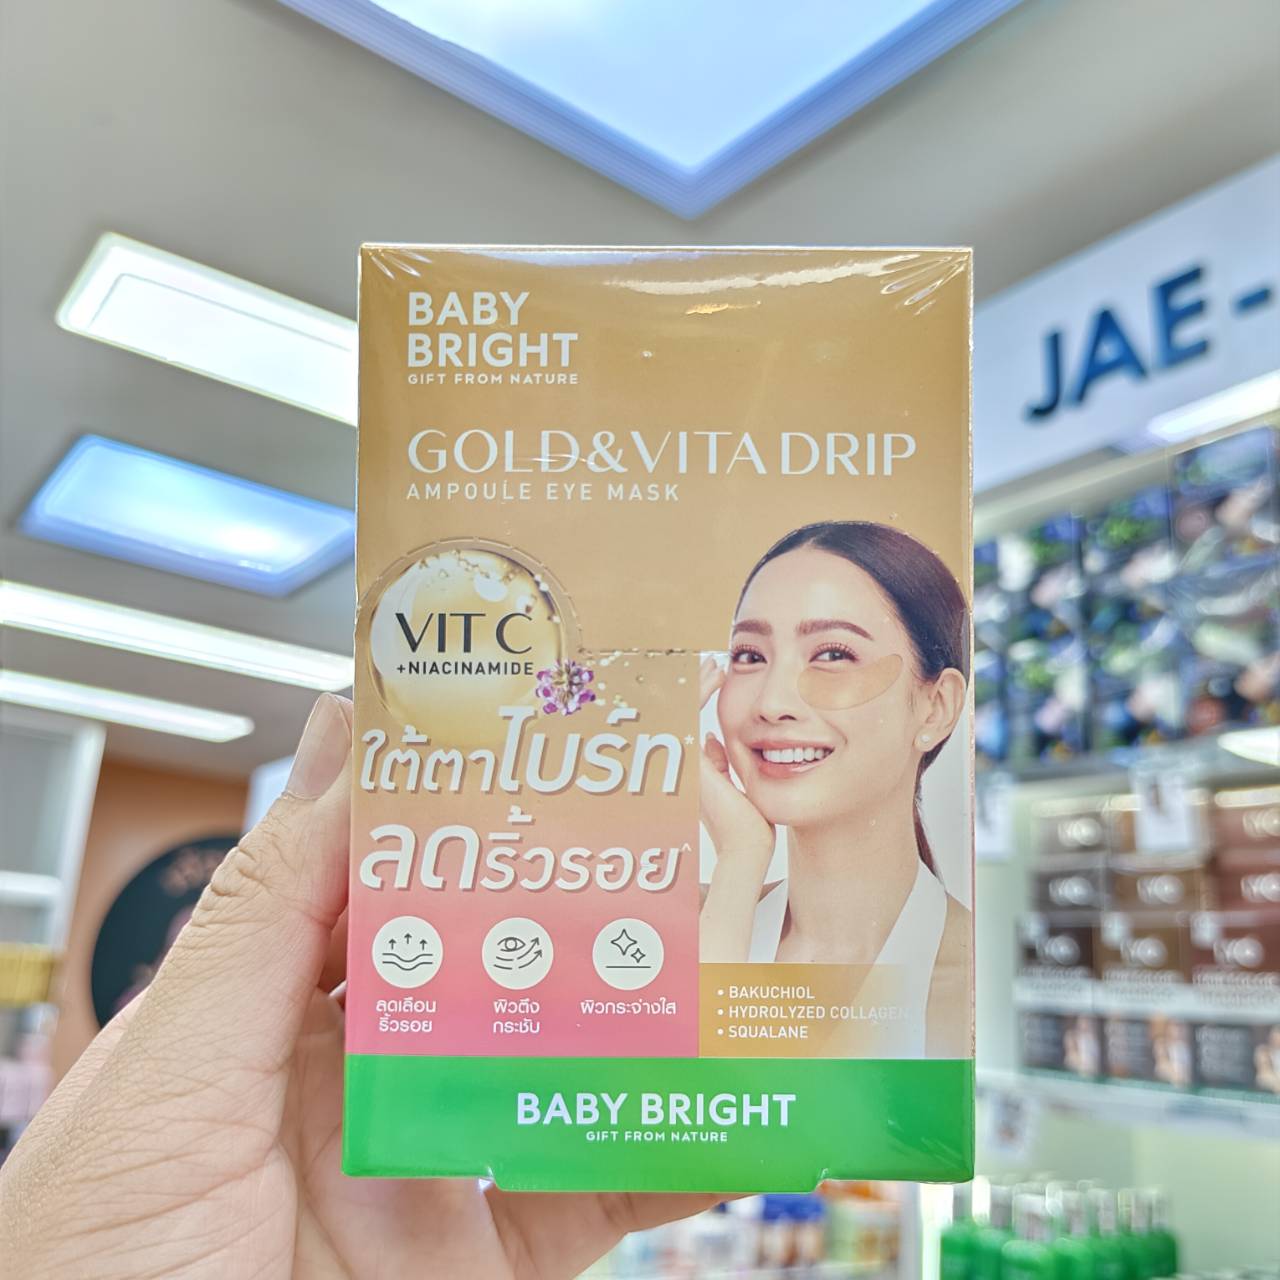 BABY
BRIGHT
GIFT FROM NATURE
GOLD&VITA DRIP
AMPOULE EYE MASK
VIT C
+NIACINAMIDE
ใต้ตาไบร์ท*
ลดริ้วรอย^
ลดเลือน
ริ้วรอย
ผิวตึง
กระชับ
ผิวกระจ่างใส
• BAKUCHIOL
• HYDROLYZED COLLAGEN
• SQUALANE
BABY BRIGHT
GIFT FROM NATURE
JAE-